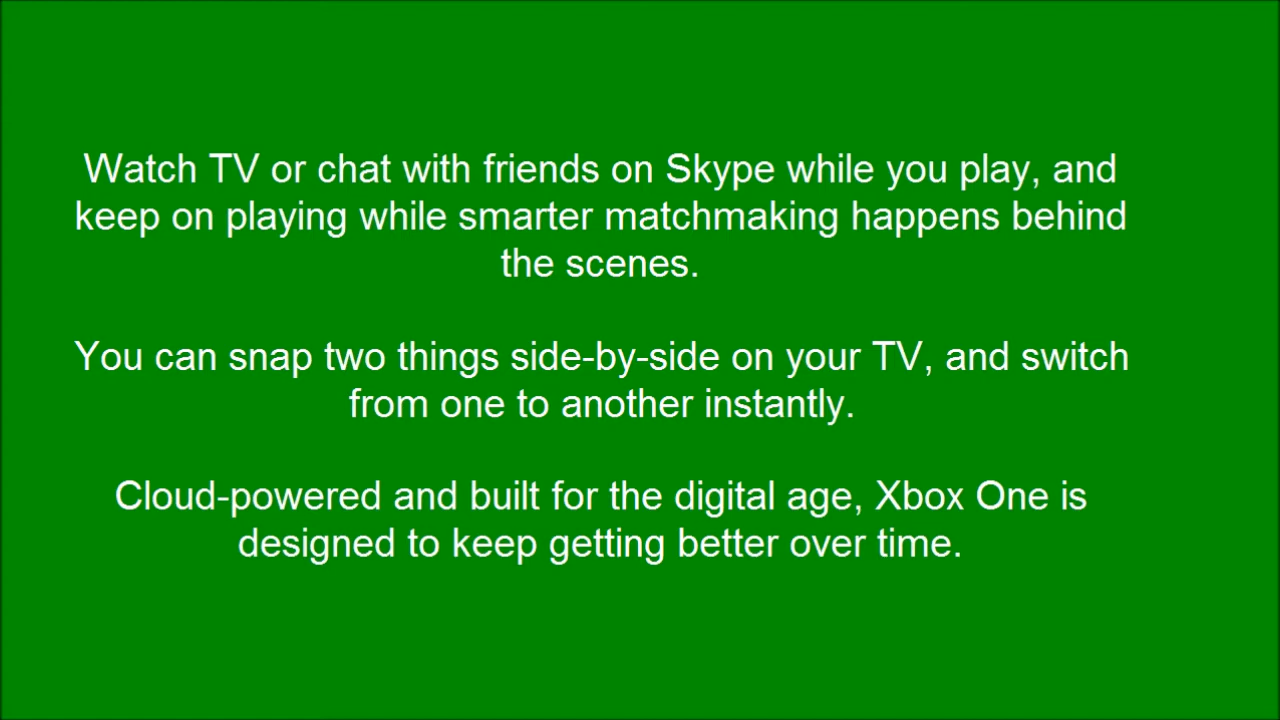 Watch TV or chat with friends on Skype while you play, and
keep on playing while smarter matchmaking happens behind
the scenes.
You can snap two things side-by-side on your TV, and switch
from one to another instantly.
Cloud-powered and built for the digital age, Xbox One is
designed to keep getting better over time.